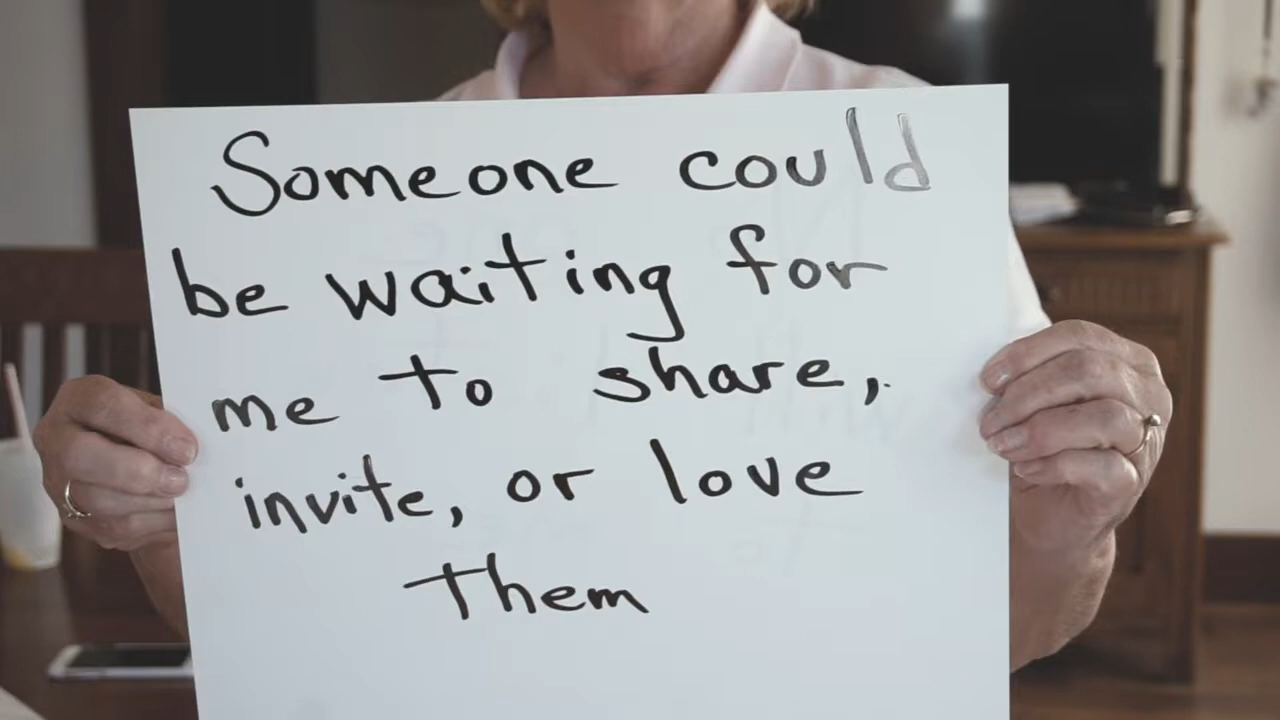 Someone could
be waiting for
me to share,
invite, or love
Them